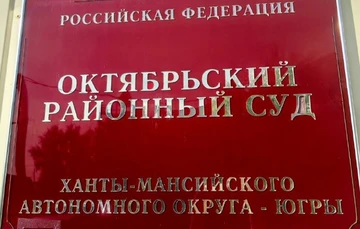 РОССИЙСКАЯ ФЕДЕРАЦИЯ
ОКТЯБРЬСКИЙ
РАЙОННЫЙ СУД
ХАНТЫ-МАНСИЙСКОГО
АВТОНОМНОГО ОКРУГА - ЮГРЫ